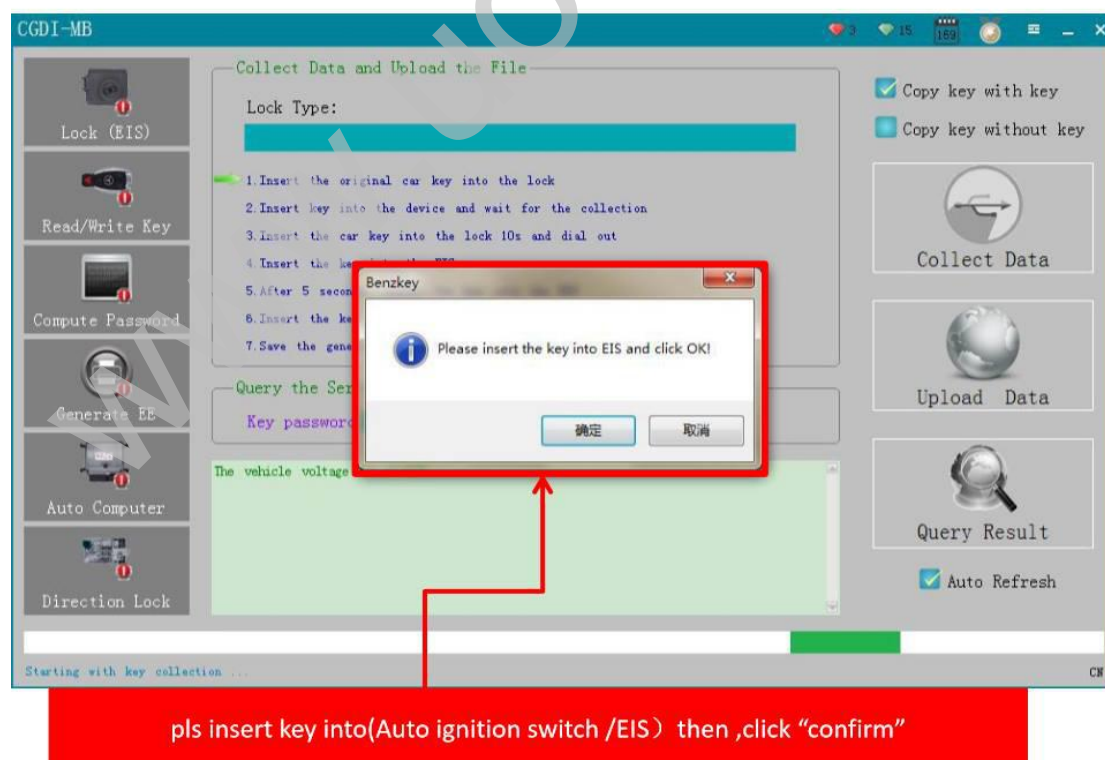 CGDI-MB
3 15 169
Lock (EIS)
Read/Write Key
Compute Password
Generate EE
Auto Computer
Direction Lock
Collect Data and Upload the File
Lock Type:
1.Insert the original car key into the lock
2.Insert key into the device and wait for the collection
3.Insert the car key into the lock 10s and dial out
4.Insert the
5.After 5
6.Insert the
7.Save the
Query the
Key
The vehicle voltage
Benzkey
Please insert the key into EIS and click OK!
确定 取消
Copy key with key
Copy key without key
Collect Data
Upload Data
Query Result
Auto Refresh
Starting with key collection ...
CN
pls insert key into(Auto ignition switch /EIS）then ,click “confirm”